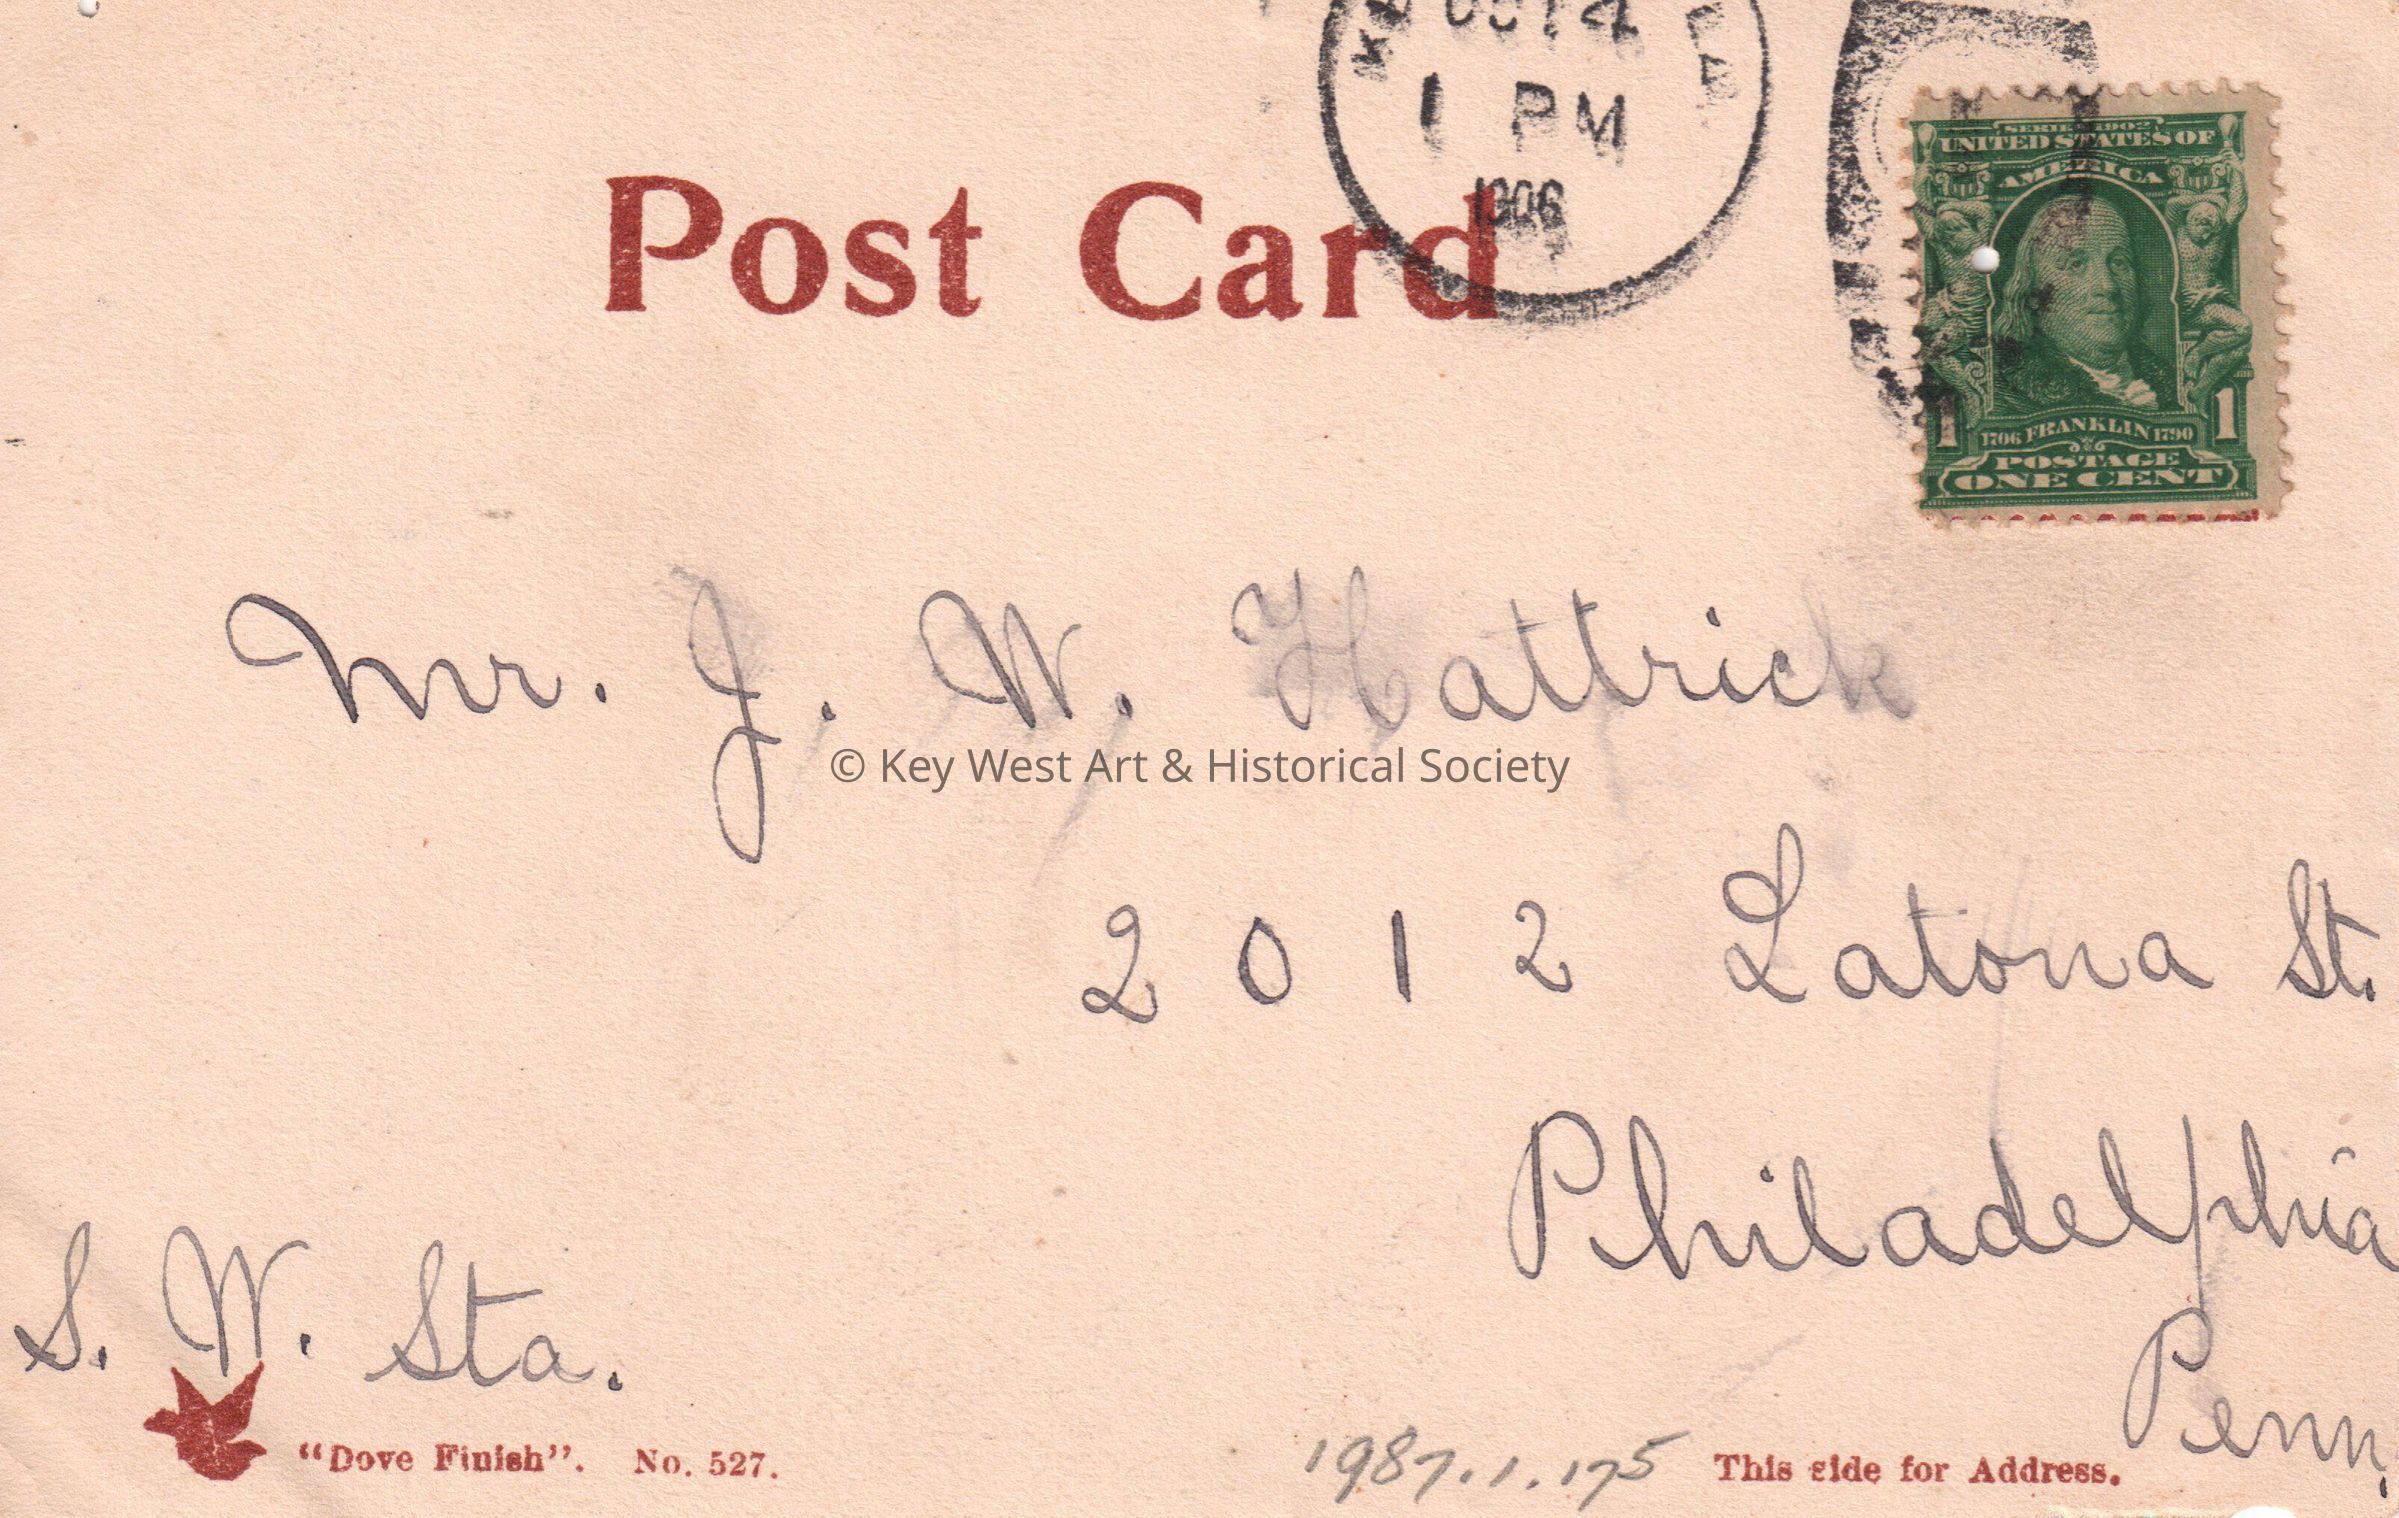 OCT 4
1 PM
1906
Post Card
SERIES 1902
UNITED STATES OF
AMERICA
1 1
1706 FRANKLIN 1790
POSTAGE
ONE CENT
Mr. J. W. Hattrick
© Key West Art & Historical Society
2012 Latona St.
Philadelphia
Penn.
S. W. Sta.
"Dove Finish". No. 527.
1987.1.175
This side for Address.